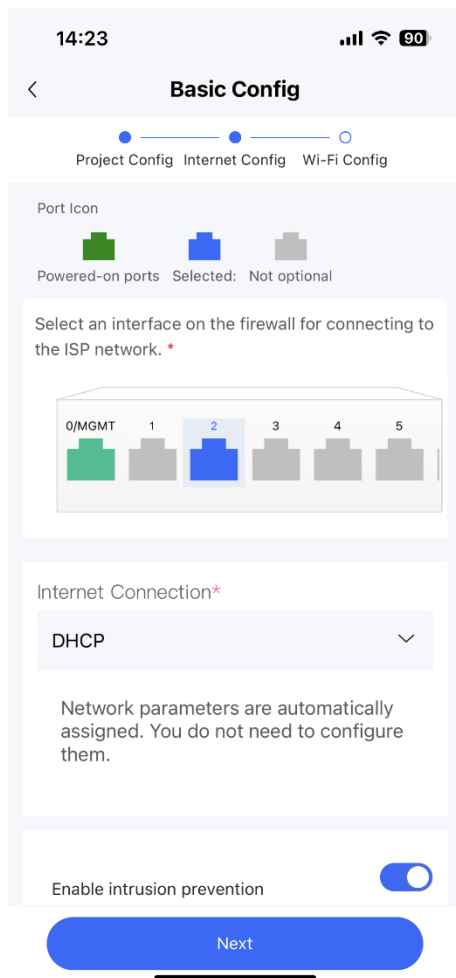 14:23
90
Basic Config
Project Config Internet Config Wi-Fi Config
Port Icon
Powered-on ports Selected: Not optional
Select an interface on the firewall for connecting to
the ISP network. *
0/MGMT 1 2 3 4 5
Internet Connection*
DHCP
Network parameters are automatically
assigned. You do not need to configure
them.
Enable intrusion prevention
Next